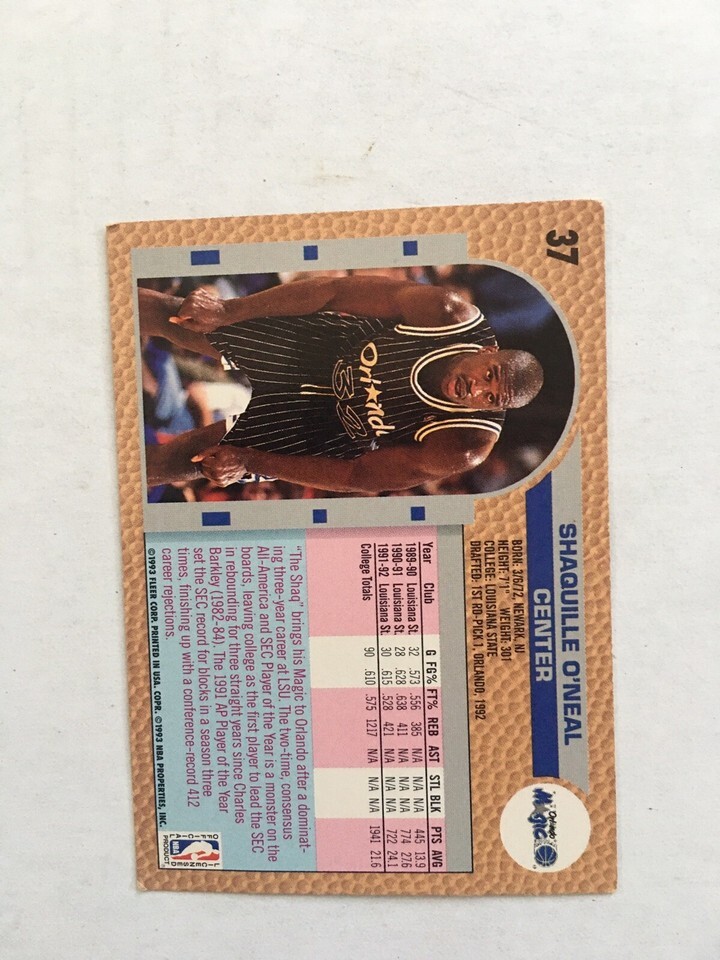 37
Orlando
32
SHAQUILLE O'NEAL
CENTER
Orlando
Magic
BORN: 3/6/72, NEWARK, NJ
HEIGHT: 7'1" WEIGHT: 301
COLLEGE: LOUISIANA STATE
DRAFTED: 1ST RD-PICK 1, ORLANDO, 1992
Year Club G FG% FT% REB AST STL BLK PTS AVG
1989-90 Louisiana St. 32 .573 .556 385 N/A N/A N/A 445 13.9
1990-91 Louisiana St. 28 .628 .638 411 N/A N/A N/A 774 27.6
1991-92 Louisiana St. 30 .615 .528 421 N/A N/A N/A 722 24.1
College Totals 90 .610 .575 1217 N/A N/A N/A 1941 21.6
"The Shaq" brings his Magic to Orlando after a dominat-
ing three-year career at LSU. The two-time, consensus
All-America and SEC Player of the Year is a monster on the
boards, leaving college as the first player to lead the SEC
in rebounding for three straight years since Charles
Barkley (1982-84). The 1991 AP Player of the Year
set the SEC record for blocks in a season three
times, finishing up with a conference-record 412
career rejections.
©1993 FLEER CORP. PRINTED IN USA. COPR. ©1993 NBA PROPERTIES, INC.
OFFICIAL
LICENSED
NBA
PRODUCT